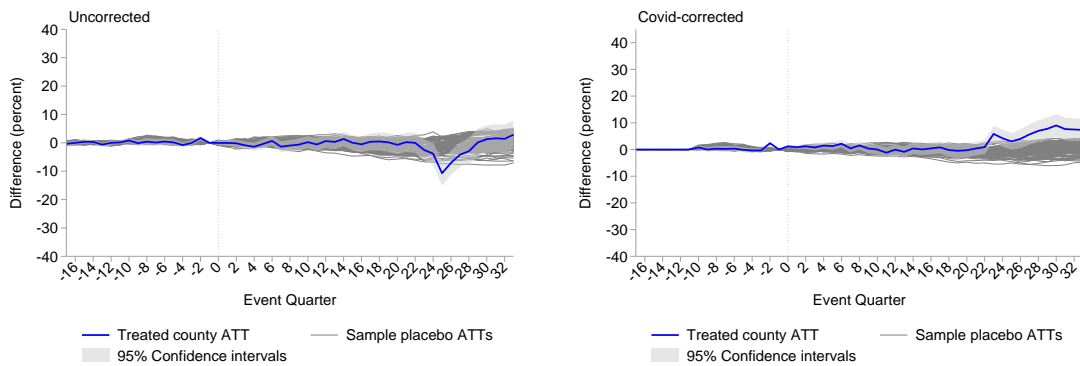 Uncorrected
40
30
20
10
0
-10
-20
-30
-40
Difference (percent)
-16 -14 -12 -10 -8 -6 -4 -2 0 2 4 6 8 10 12 14 16 18 20 22 24 26 28 30 32
Event Quarter
Treated county ATT
Sample placebo ATTs
95% Confidence intervals
Covid-corrected
40
30
20
10
0
-10
-20
-30
-40
Difference (percent)
-16 -14 -12 -10 -8 -6 -4 -2 0 2 4 6 8 10 12 14 16 18 20 22 24 26 28 30 32
Event Quarter
Treated county ATT
Sample placebo ATTs
95% Confidence intervals